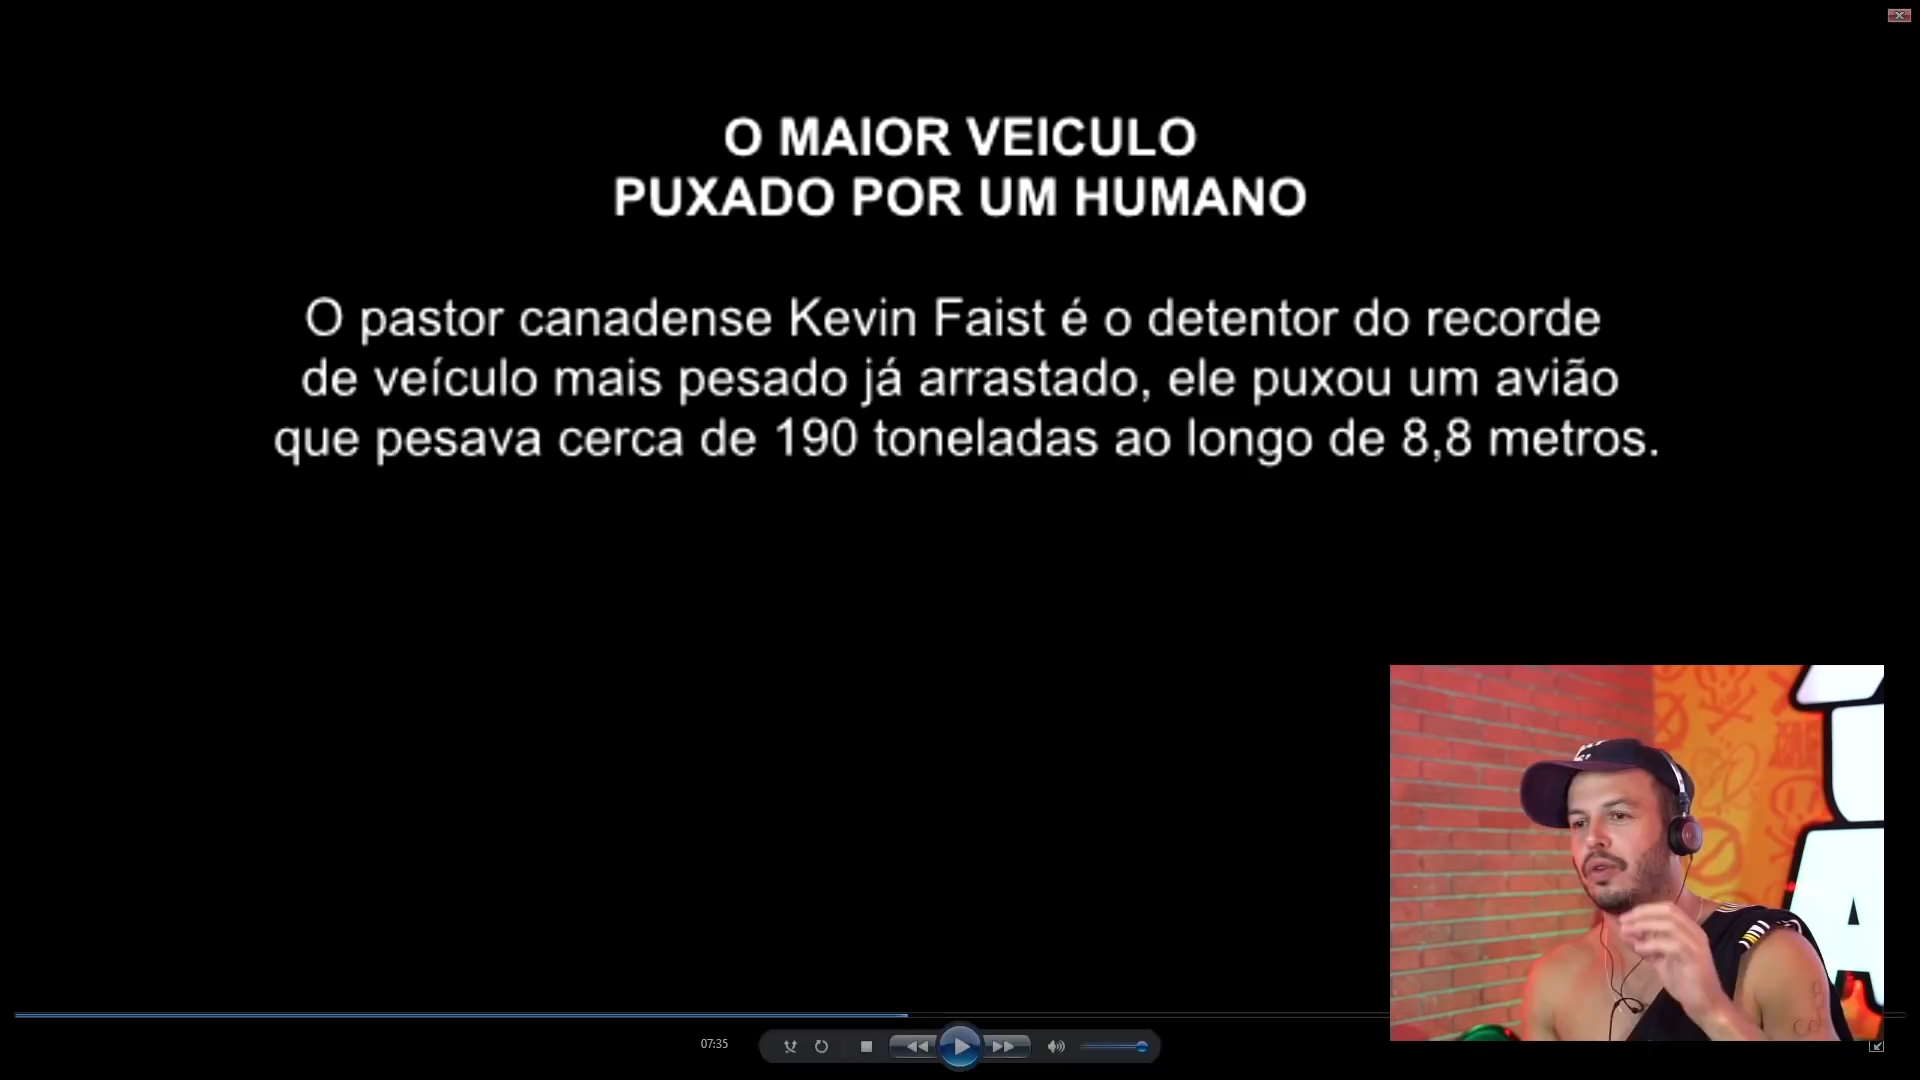 O MAIOR VEICULO
PUXADO POR UM HUMANO
O pastor canadense Kevin Faist é o detentor do recorde
de veículo mais pesado já arrastado, ele puxou um avião
que pesava cerca de 190 toneladas ao longo de 8,8 metros.
07:35